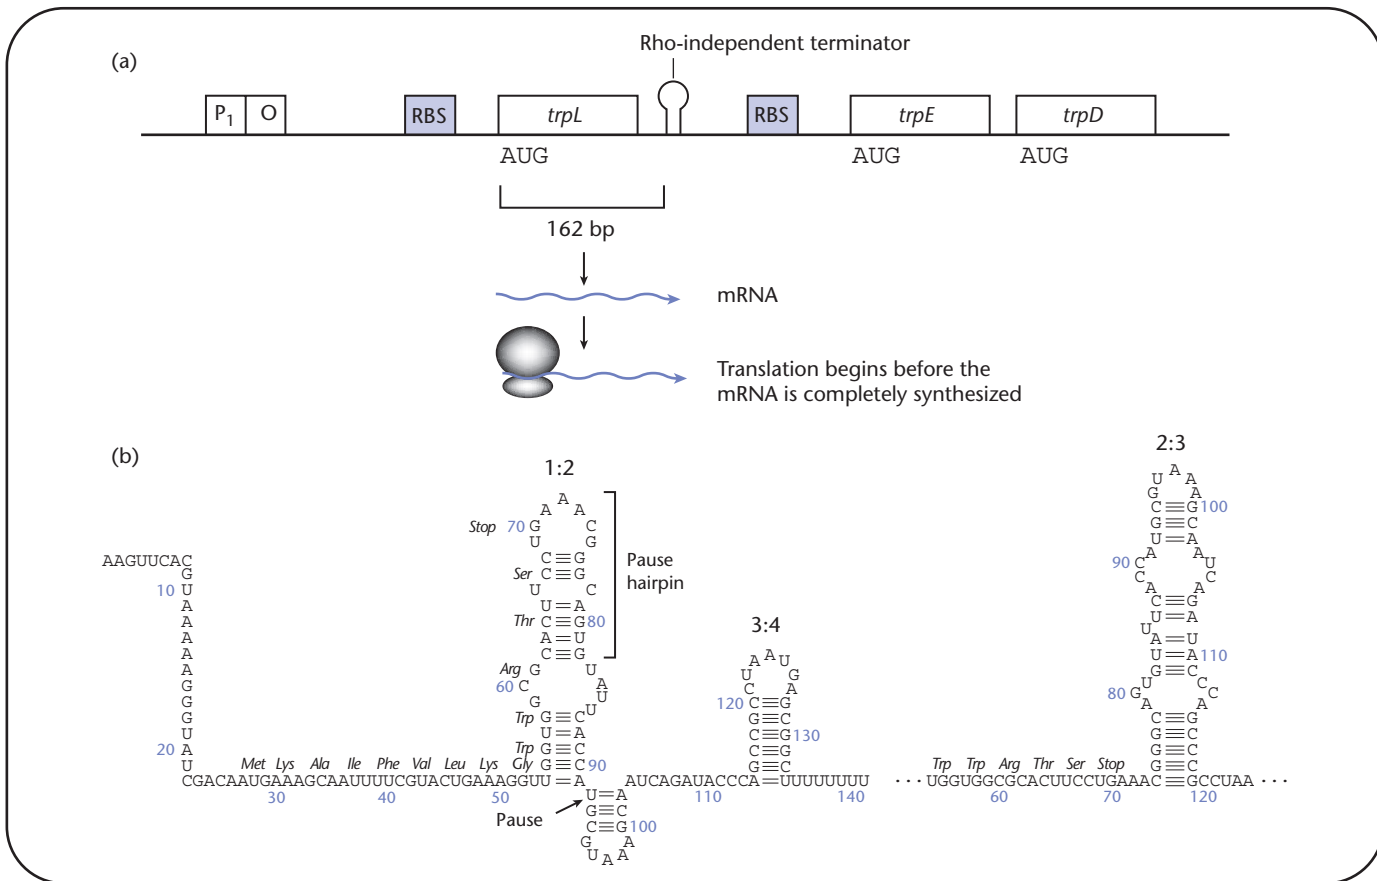 (a)
Rho-independent terminator
P1 O RBS trpL RBS trpE trpD
AUG AUG AUG
162 bp
mRNA
Translation begins before the
mRNA is completely synthesized
(b)
AAGUUCAC
G
10 U
A
A
A
A
A
G
G
G
U
20 A
U
CGACAAUGAAAGCAAUUUUCGUACUGAAAGGUU
Met Lys Ala Ile Phe Val Leu Lys Gly
30 40 50
1:2
A
A A
Stop 70 G C
U G
C≡G
Ser C≡G
U C
U=A
Thr C≡G 80
A=U
C≡G
Arg G U
60 C A
U
G U
Trp G≡C
U=A
Trp G≡C
G≡C 90
U=A
Pause
hairpin
Pause
U=A
G≡C
C≡G 100
G A
U A A
AUCAGAUACCCA
110
3:4
A A U
U G
C A
120 C≡G
G≡C
C≡G 130
C≡G
G≡C
A UUUUUUUU
140
2:3
A
U A
G A
C≡G 100
G≡C
U=A
A A
90 C U
C C
A A
C≡G
U=A
U
A=U
U=A 110
G≡C
U C
80 G C
A A
C≡G
G≡C
G≡C
G≡C
···UGGUGGCGCACUUCCUGAAAC≡GCCUAA···
Trp Trp Arg Thr Ser Stop
60 70 120